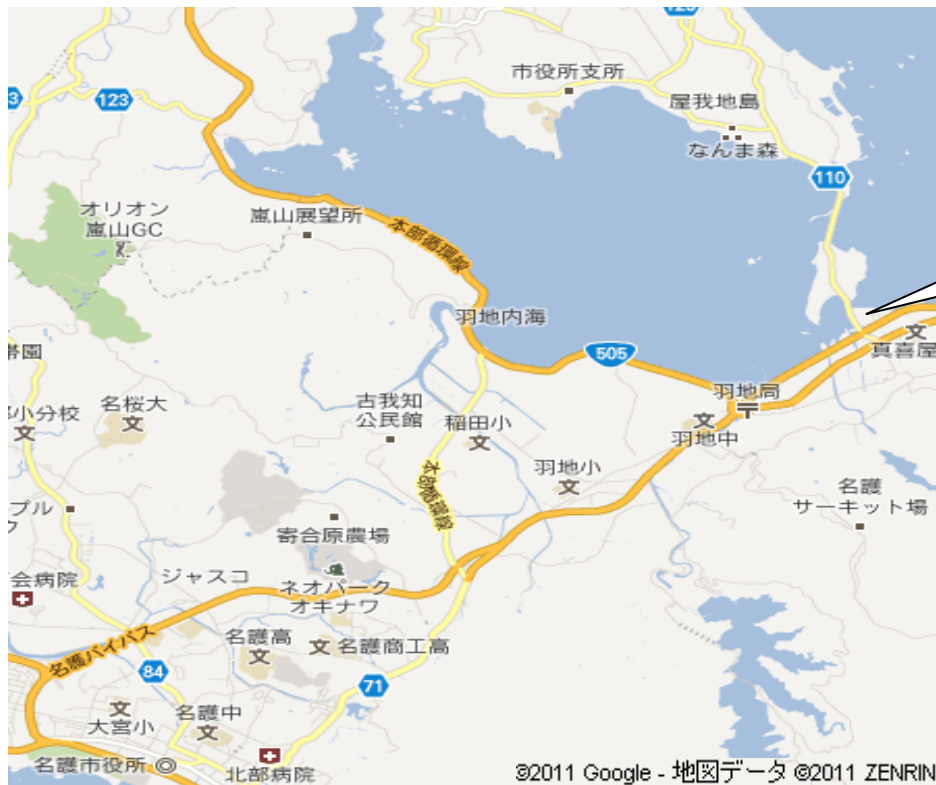 123
市役所支所
123
3
屋我地島
なんま森
110
オリオン
嵐山GC
嵐山展望所
本部循環線
羽地内海
505
真喜屋
羽地局
名桜大
小分校
古我知
公民館
稲田小
羽地中
羽地小
本部循環線
名護
サーキット場
寄合原農場
会病院
ジャスコ
ネオパーク
オキナワ
名護バイパス
名護高
名護商工高
84
71
大宮小
名護中
名護市役所
北部病院
©2011 Google - 地図データ ©2011 ZENRIN